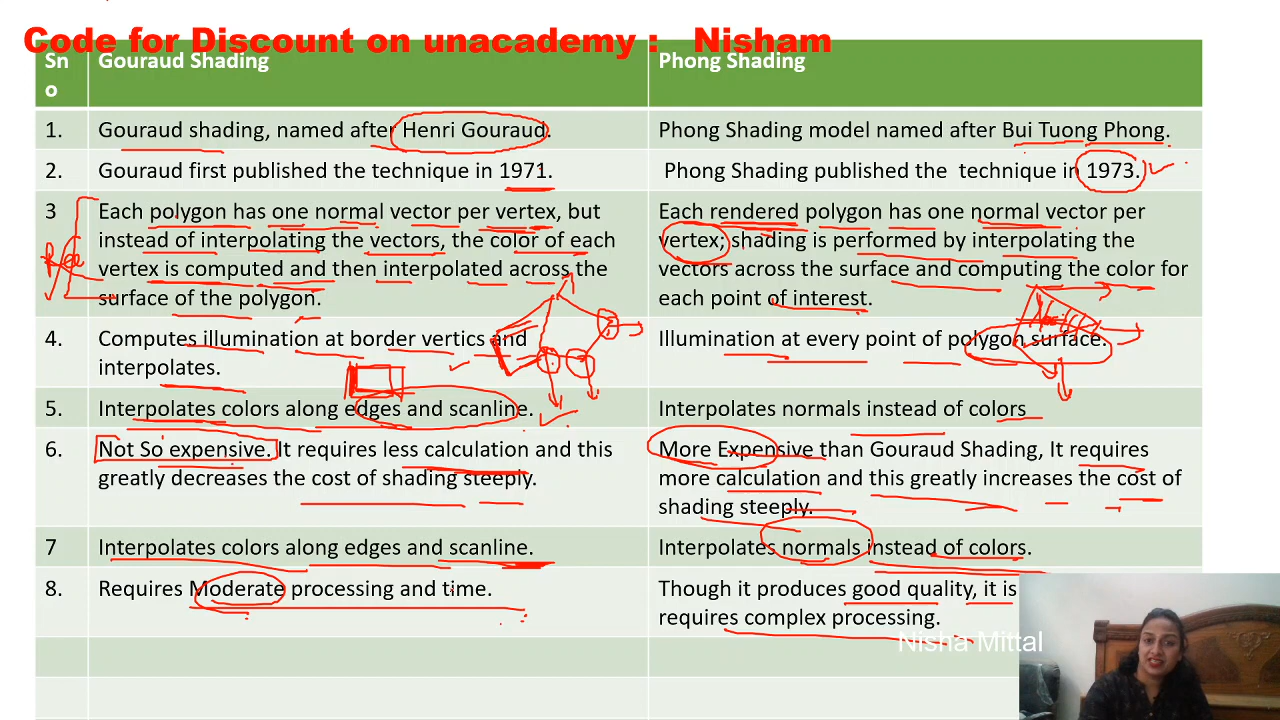 Code for Discount on unacademy : Nisham
Sn
o
Gouraud Shading
Phong Shading
1.
Gouraud shading, named after Henri Gouraud.
Phong Shading model named after Bui Tuong Phong.
2.
Gouraud first published the technique in 1971.
Phong Shading published the technique in 1973.
3
Each polygon has one normal vector per vertex, but
instead of interpolating the vectors, the color of each
vertex is computed and then interpolated across the
surface of the polygon.
Each rendered polygon has one normal vector per
vertex; shading is performed by interpolating the
vectors across the surface and computing the color for
each point of interest.
4.
Computes illumination at border vertics and
interpolates.
Illumination at every point of polygon surface.
5.
Interpolates colors along edges and scanline.
Interpolates normals instead of colors
6.
Not So expensive. It requires less calculation and this
greatly decreases the cost of shading steeply.
More Expensive than Gouraud Shading, It requires
more calculation and this greatly increases the cost of
shading steeply.
7
Interpolates colors along edges and scanline.
Interpolates normals instead of colors.
8.
Requires Moderate processing and time.
Though it produces good quality, it is
requires complex processing.
Nisha Mittal